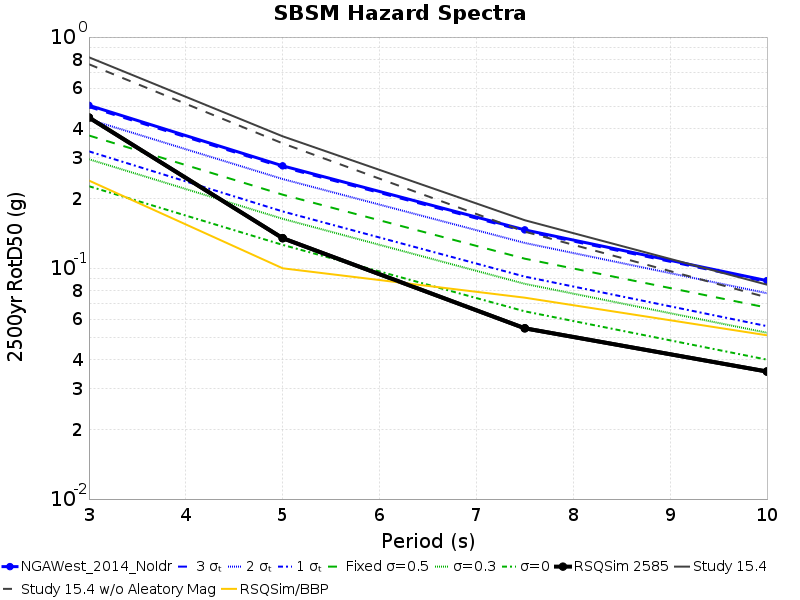 SBSM Hazard Spectra
10⁰
8
6
4
3
2
10⁻¹
8
6
4
3
2
10⁻²
2500yr RotD50 (g)
3 4 5 6 7 8 9 10
Period (s)
NGAWest_2014_NoIdr 3 σₜ 2 σₜ 1 σₜ Fixed σ=0.5 σ=0.3 σ=0 RSQSim 2585 Study 15.4
Study 15.4 w/o Aleatory Mag RSQSim/BBP